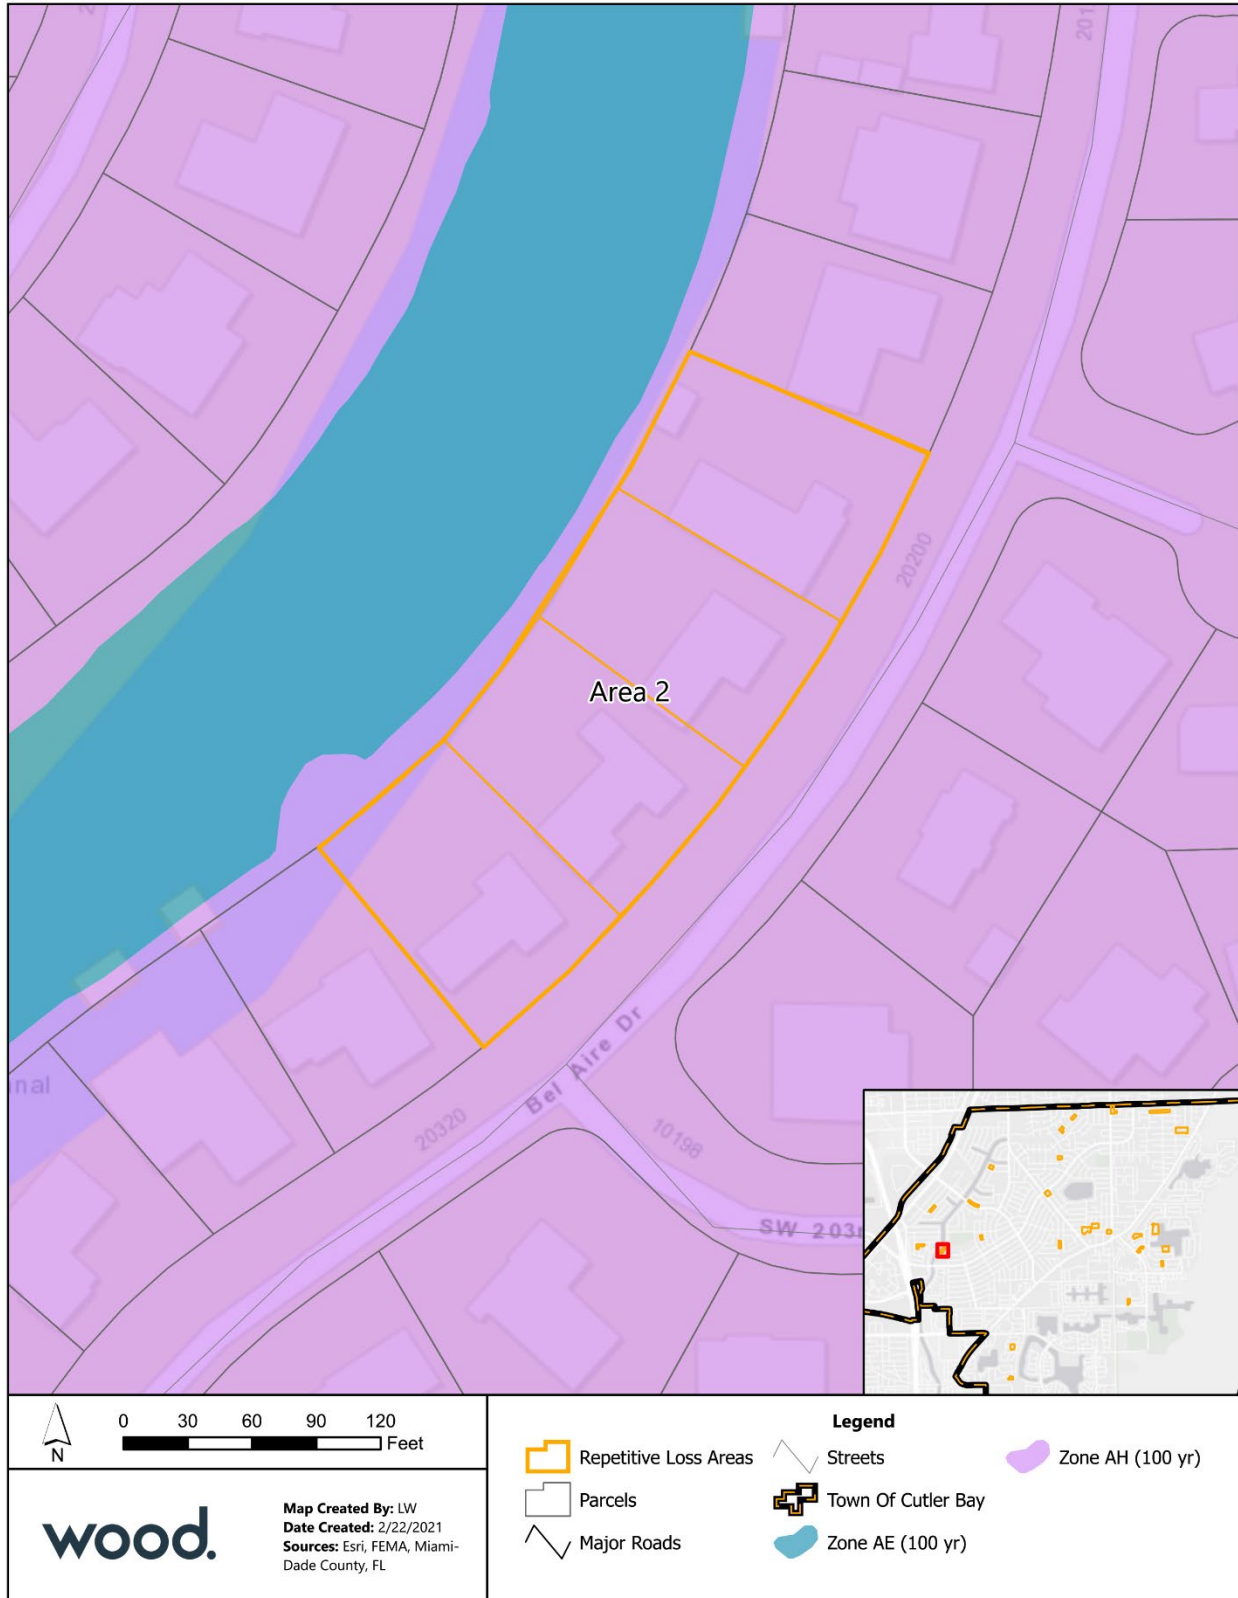 201
20200
Area 2
Bel Aire Dr
nal
20320
10198
SW 203
N
0 30 60 90 120
Feet
wood.
Map Created By: LW
Date Created: 2/22/2021
Sources: Esri, FEMA, Miami-
Dade County, FL
Legend
Repetitive Loss Areas
Parcels
Major Roads
Streets
Town Of Cutler Bay
Zone AE (100 yr)
Zone AH (100 yr)